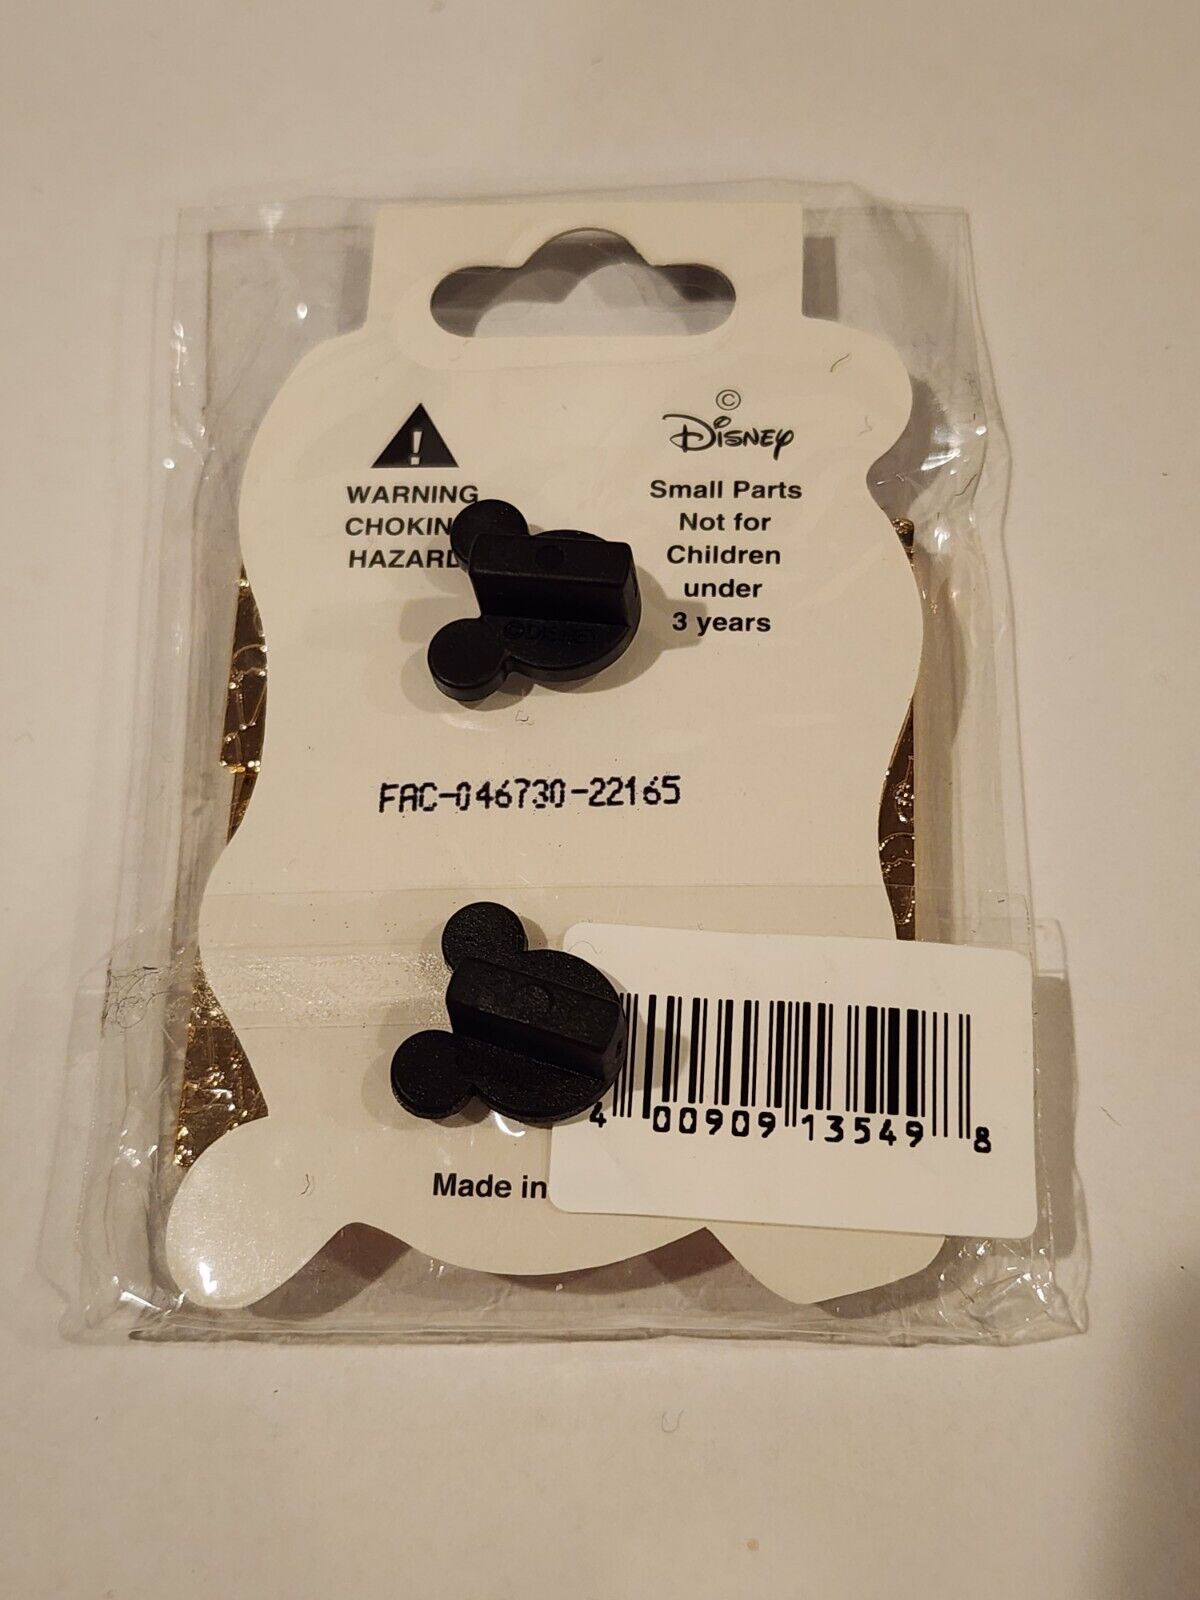 ©
Disney
WARNING
CHOKIN
HAZARD
Small Parts
Not for
Children
under
3 years
©DISNEY
FAC-046730-22165
4 00909 13549 8
Made in